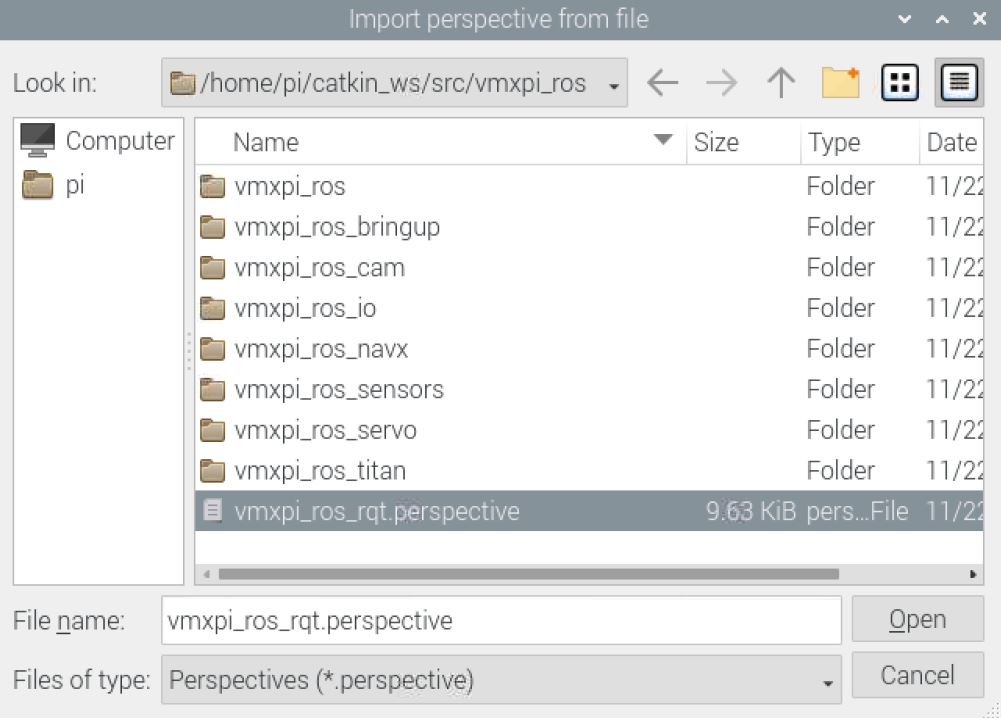 Import perspective from file
Look in: /home/pi/catkin_ws/src/vmxpi_ros
Computer
pi
Name Size Type Date
vmxpi_ros Folder 11/22
vmxpi_ros_bringup Folder 11/22
vmxpi_ros_cam Folder 11/22
vmxpi_ros_io Folder 11/22
vmxpi_ros_navx Folder 11/22
vmxpi_ros_sensors Folder 11/22
vmxpi_ros_servo Folder 11/22
vmxpi_ros_titan Folder 11/22
vmxpi_ros_rqt.perspective 9.63 KiB pers...File 11/22
File name: vmxpi_ros_rqt.perspective Open
Files of type: Perspectives (*.perspective) Cancel